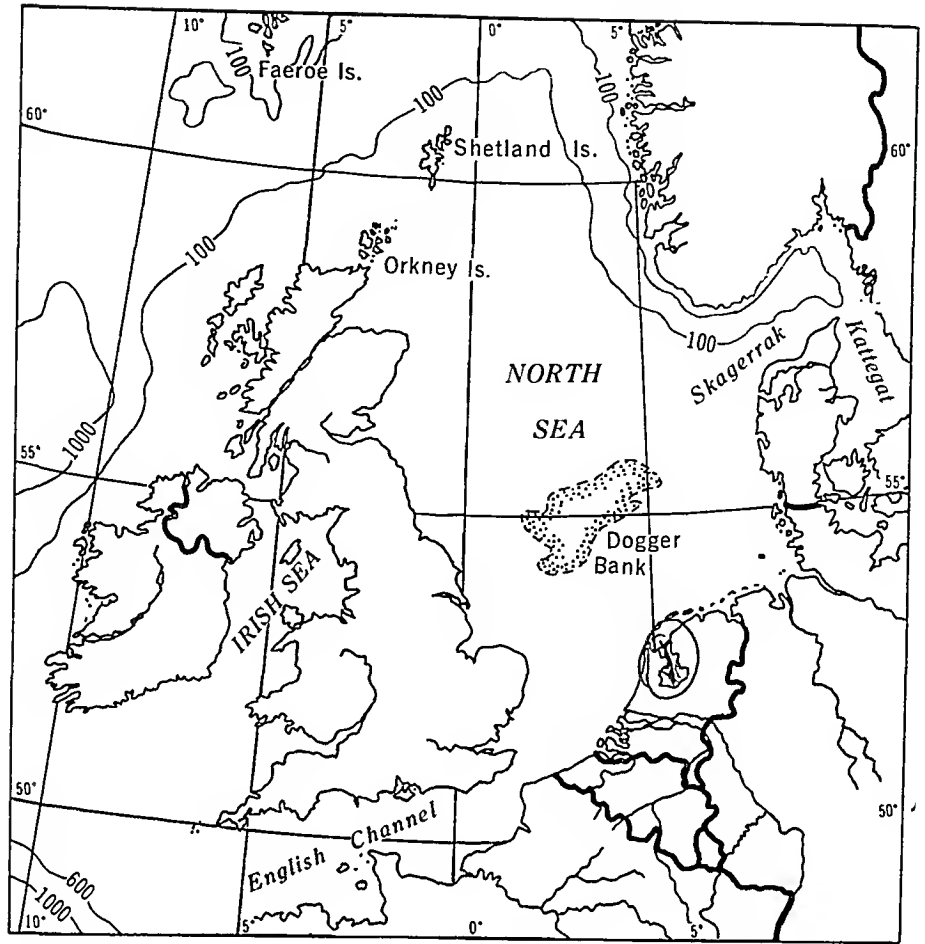 10°
5°
0°
5°
100
Faeroe Is.
100
100
60°
Shetland Is.
60°
100
Orkney Is.
100
Skagerrak
Kattegat
NORTH
SEA
1000
55°
55°
Dogger
Bank
IRISH SEA
50°
50°
English Channel
600
1000
10°
5°
0°
5°